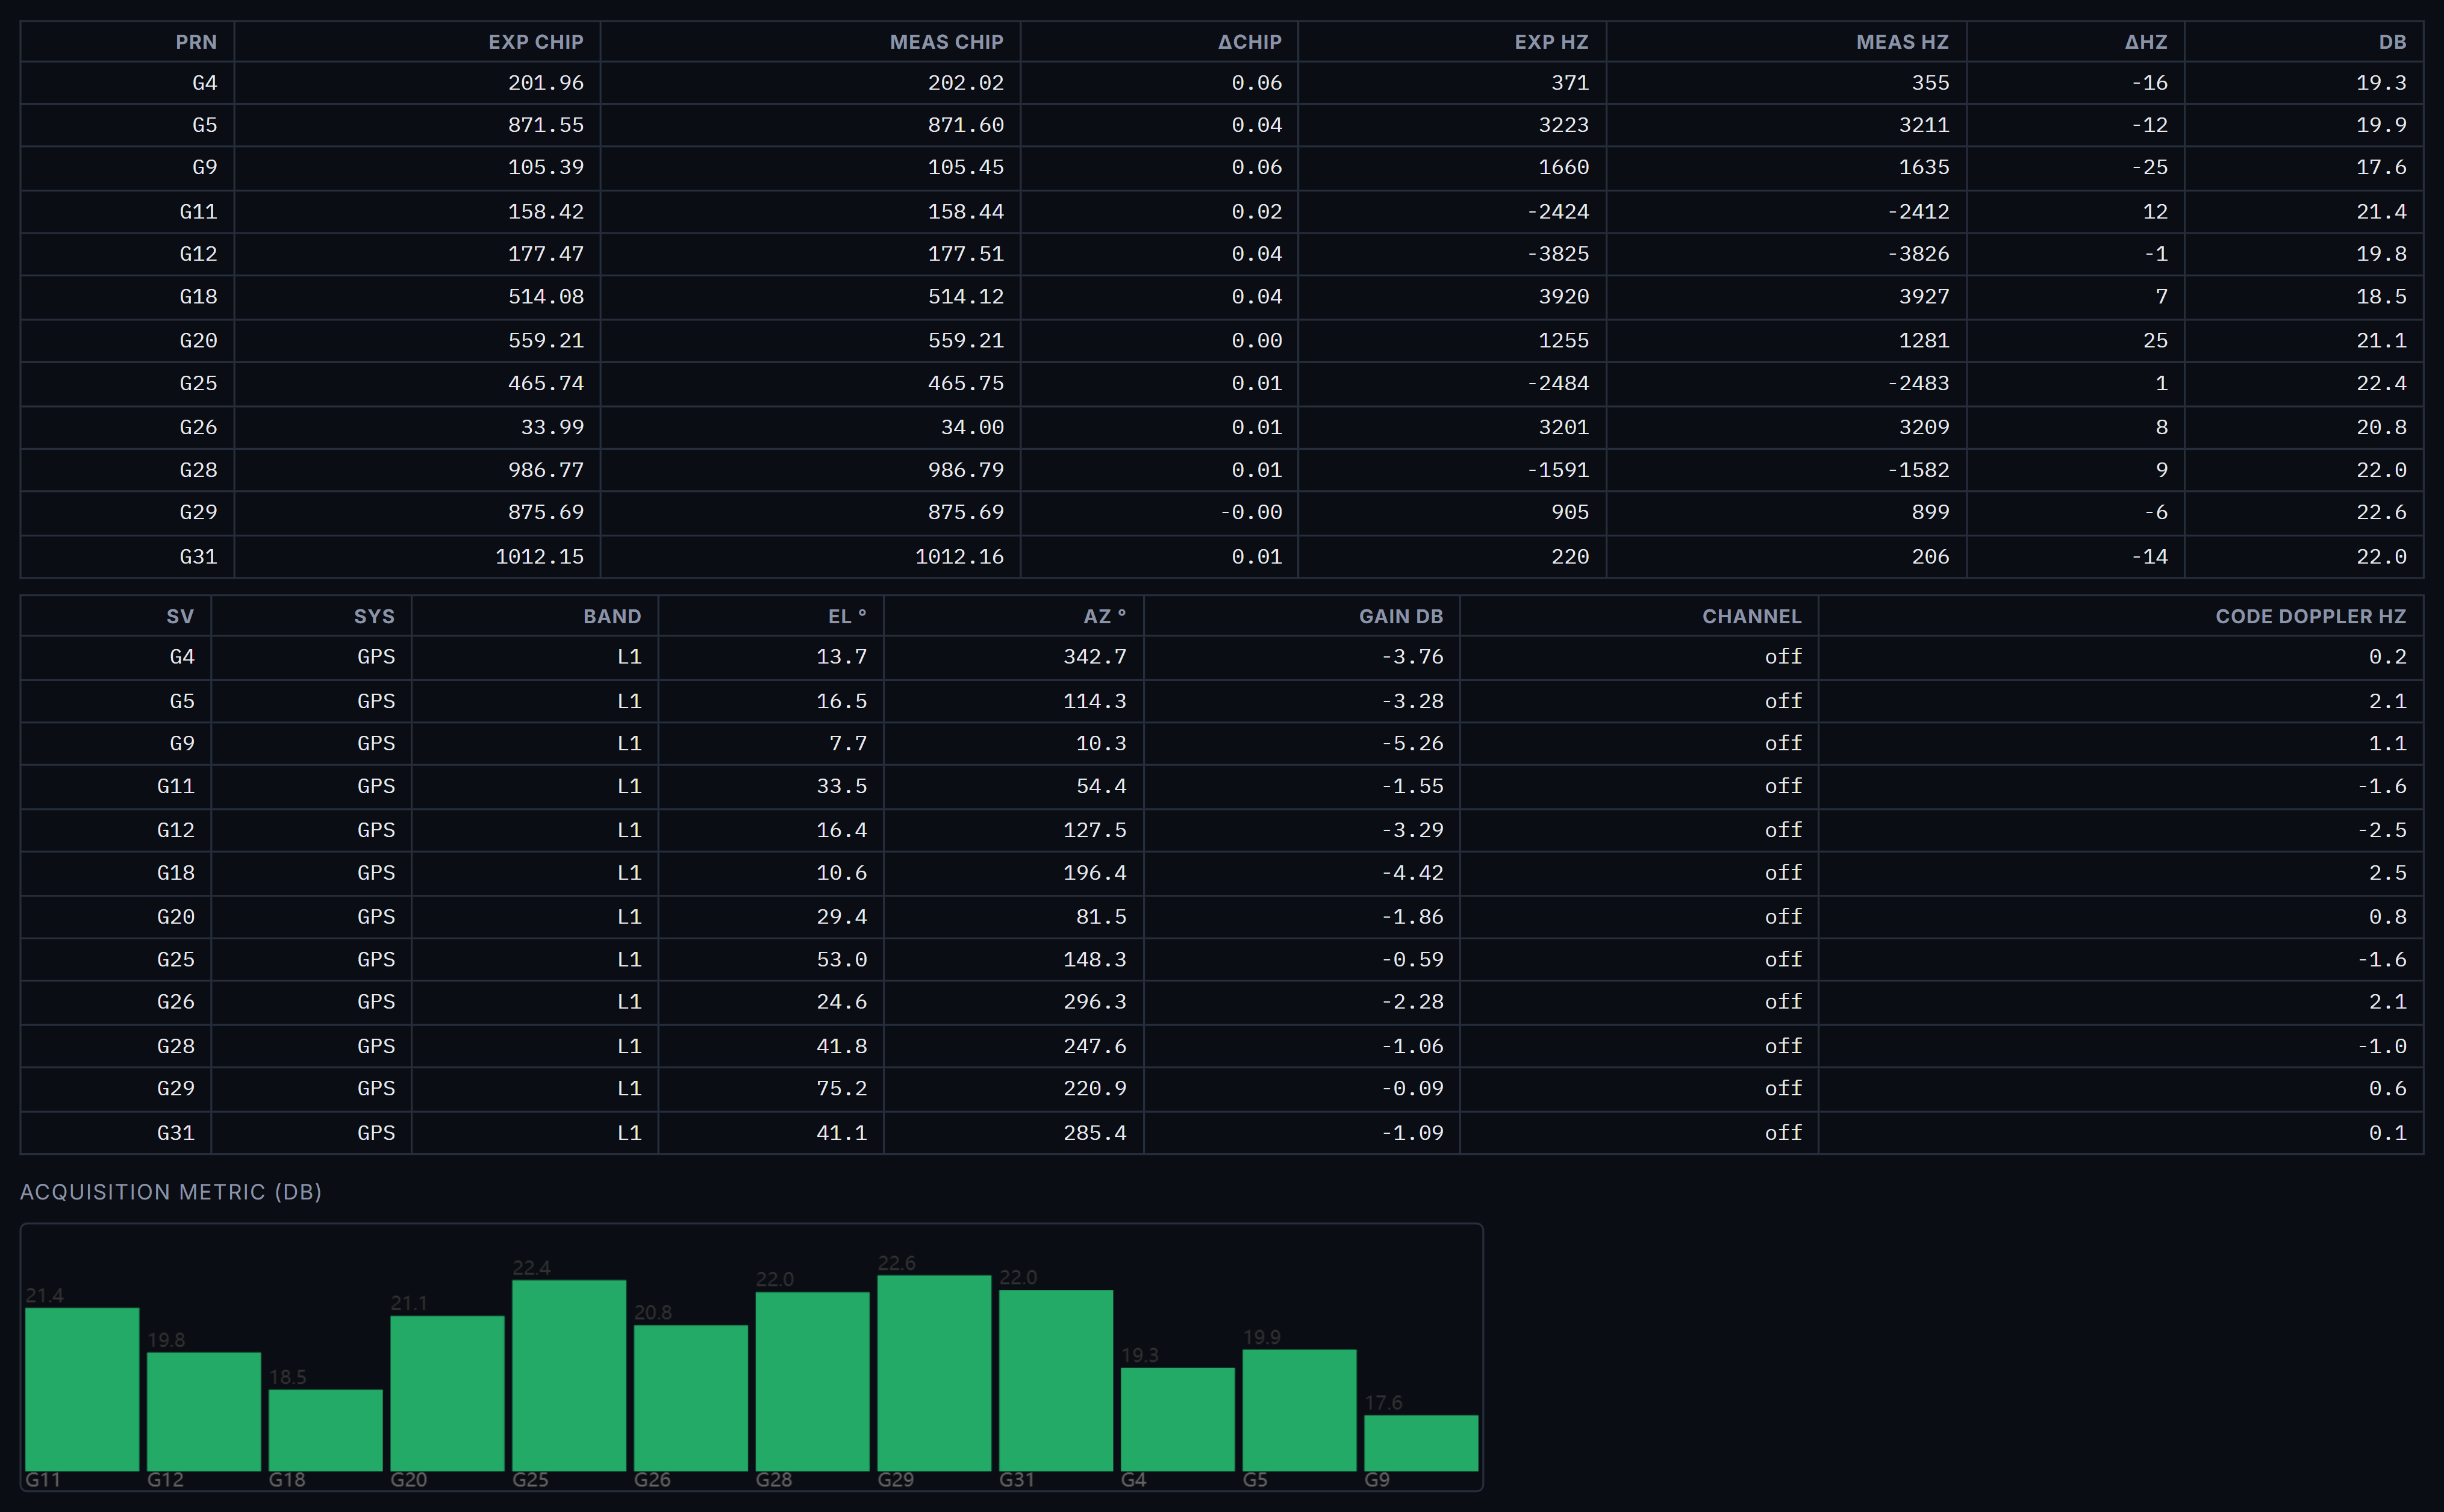 PRN EXP CHIP MEAS CHIP ΔCHIP EXP HZ MEAS HZ ΔHZ DB
G4 201.96 202.02 0.06 371 355 -16 19.3
G5 871.55 871.60 0.04 3223 3211 -12 19.9
G9 105.39 105.45 0.06 1660 1635 -25 17.6
G11 158.42 158.44 0.02 -2424 -2412 12 21.4
G12 177.47 177.51 0.04 -3825 -3826 -1 19.8
G18 514.08 514.12 0.04 3920 3927 7 18.5
G20 559.21 559.21 0.00 1255 1281 25 21.1
G25 465.74 465.75 0.01 -2484 -2483 1 22.4
G26 33.99 34.00 0.01 3201 3209 8 20.8
G28 986.77 986.79 0.01 -1591 -1582 9 22.0
G29 875.69 875.69 -0.00 905 899 -6 22.6
G31 1012.15 1012.16 0.01 220 206 -14 22.0
SV SYS BAND EL ° AZ ° GAIN DB CHANNEL CODE DOPPLER HZ
G4 GPS L1 13.7 342.7 -3.76 off 0.2
G5 GPS L1 16.5 114.3 -3.28 off 2.1
G9 GPS L1 7.7 10.3 -5.26 off 1.1
G11 GPS L1 33.5 54.4 -1.55 off -1.6
G12 GPS L1 16.4 127.5 -3.29 off -2.5
G18 GPS L1 10.6 196.4 -4.42 off 2.5
G20 GPS L1 29.4 81.5 -1.86 off 0.8
G25 GPS L1 53.0 148.3 -0.59 off -1.6
G26 GPS L1 24.6 296.3 -2.28 off 2.1
G28 GPS L1 41.8 247.6 -1.06 off -1.0
G29 GPS L1 75.2 220.9 -0.09 off 0.6
G31 GPS L1 41.1 285.4 -1.09 off 0.1
ACQUISITION METRIC (DB)
21.4 19.8 18.5 21.1 22.4 20.8 22.0 22.6 22.0 19.3 19.9 17.6
G11 G12 G18 G20 G25 G26 G28 G29 G31 G4 G5 G9